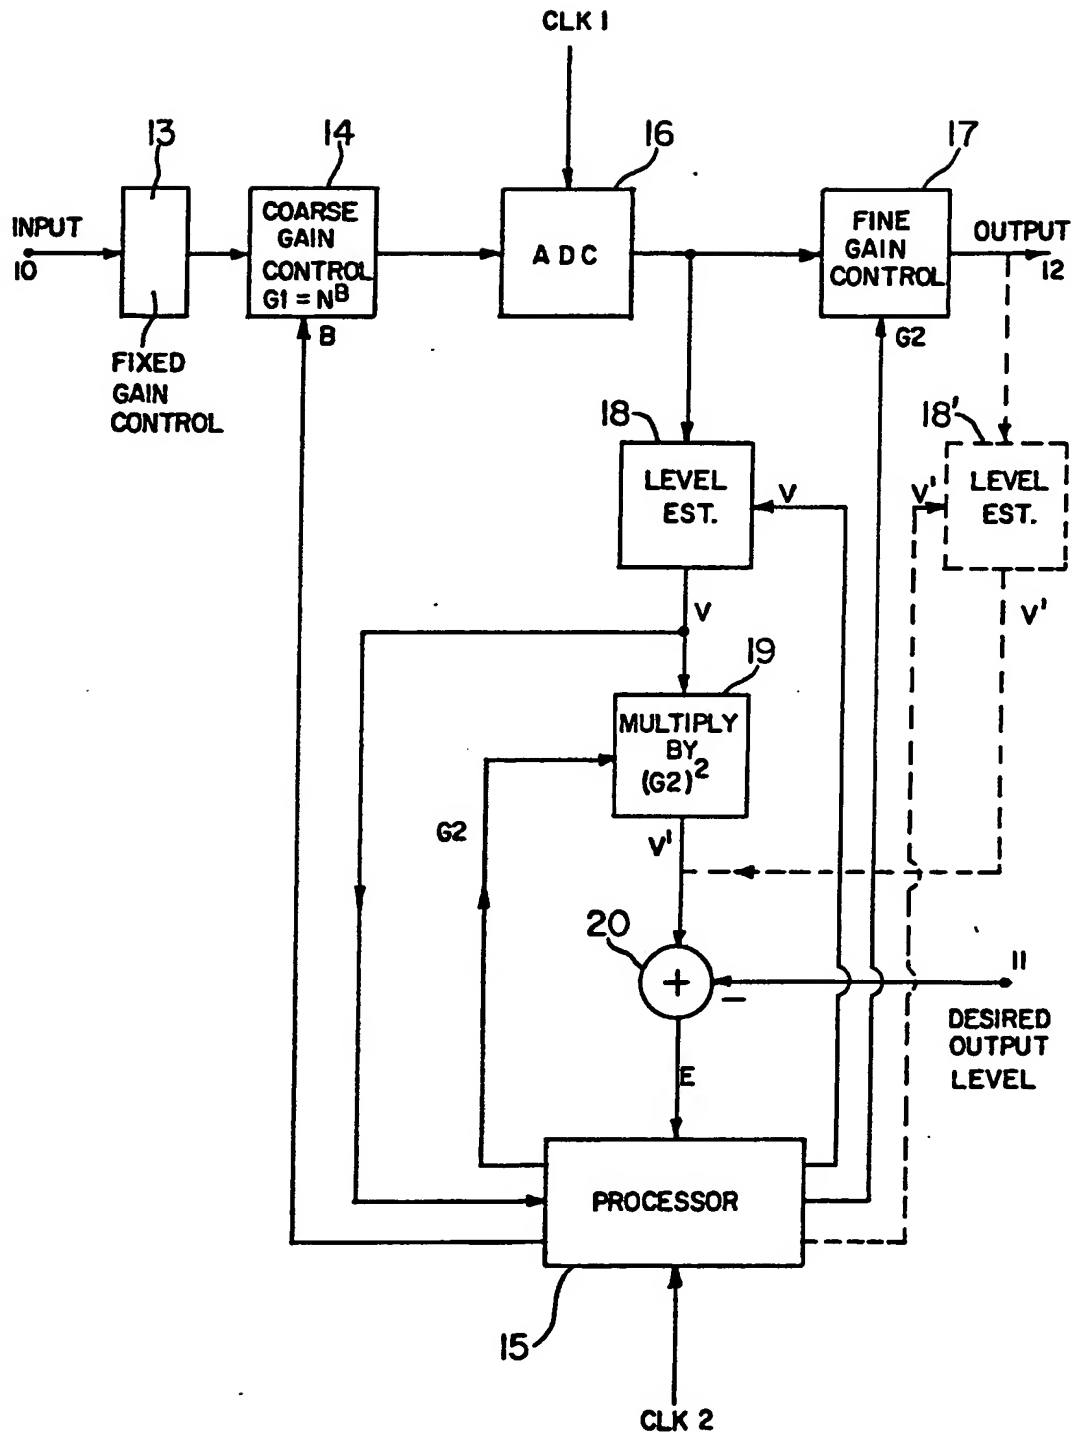 CLK 1
13
14
16
17
INPUT
10
COARSE
GAIN
CONTROL
G1 = N^B
ADC
FINE
GAIN
CONTROL
OUTPUT
12
B
G2
FIXED
GAIN
CONTROL
18
18'
LEVEL
EST.
V
V'
LEVEL
EST.
V
V'
19
MULTIPLY
BY
(G2)^2
G2
V'
20
+
−
11
DESIRED
OUTPUT
LEVEL
E
PROCESSOR
15
CLK 2